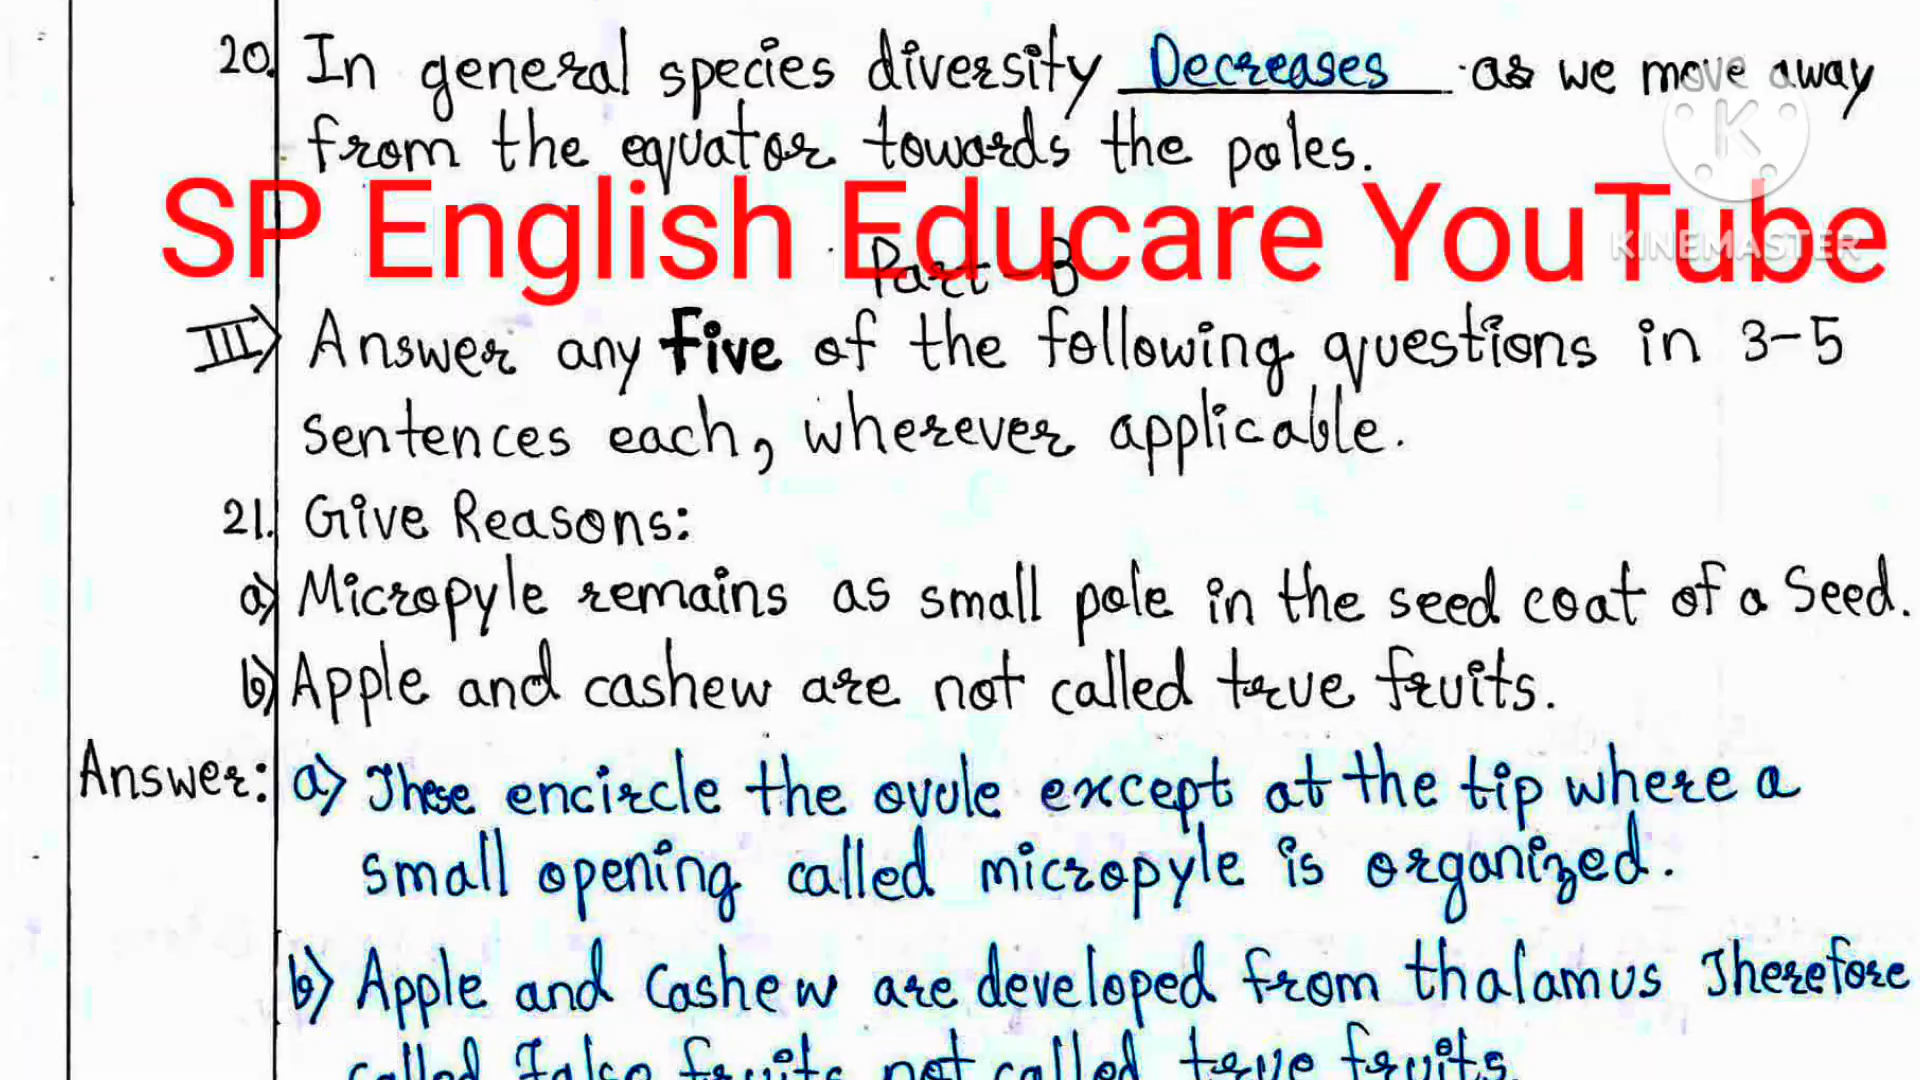 20. In general species diversity Decreases as we move away
from the equator towards the poles.
SP English Educare YouTube
KINEMASTER
Part-B
III) Answer any Five of the following questions in 3-5
sentences each, wherever applicable.
21. Give Reasons:
a) Micropyle remains as small pole in the seed coat of a Seed.
b) Apple and cashew are not called true fruits.
Answer: a) These encircle the ovule except at the tip where a
small opening called micropyle is organized.
b) Apple and Cashew are developed from thalamus Therefore
called False fruits not called true fruits.